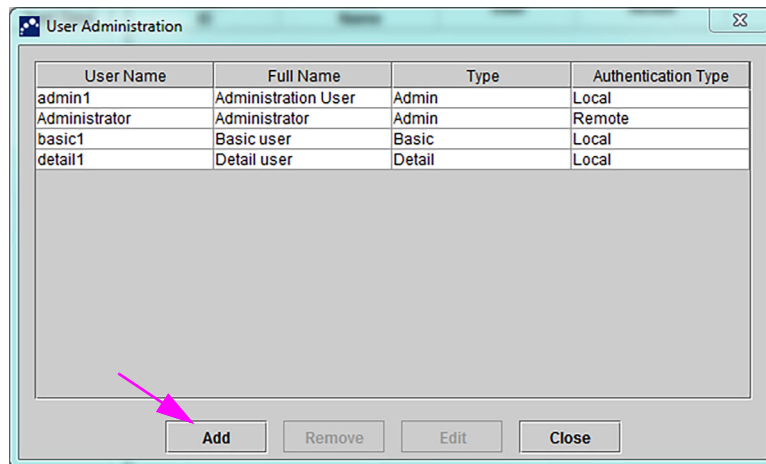 User Administration
User Name Full Name Type Authentication Type
admin1 Administration User Admin Local
Administrator Administrator Admin Remote
basic1 Basic user Basic Local
detail1 Detail user Detail Local
Add Remove Edit Close